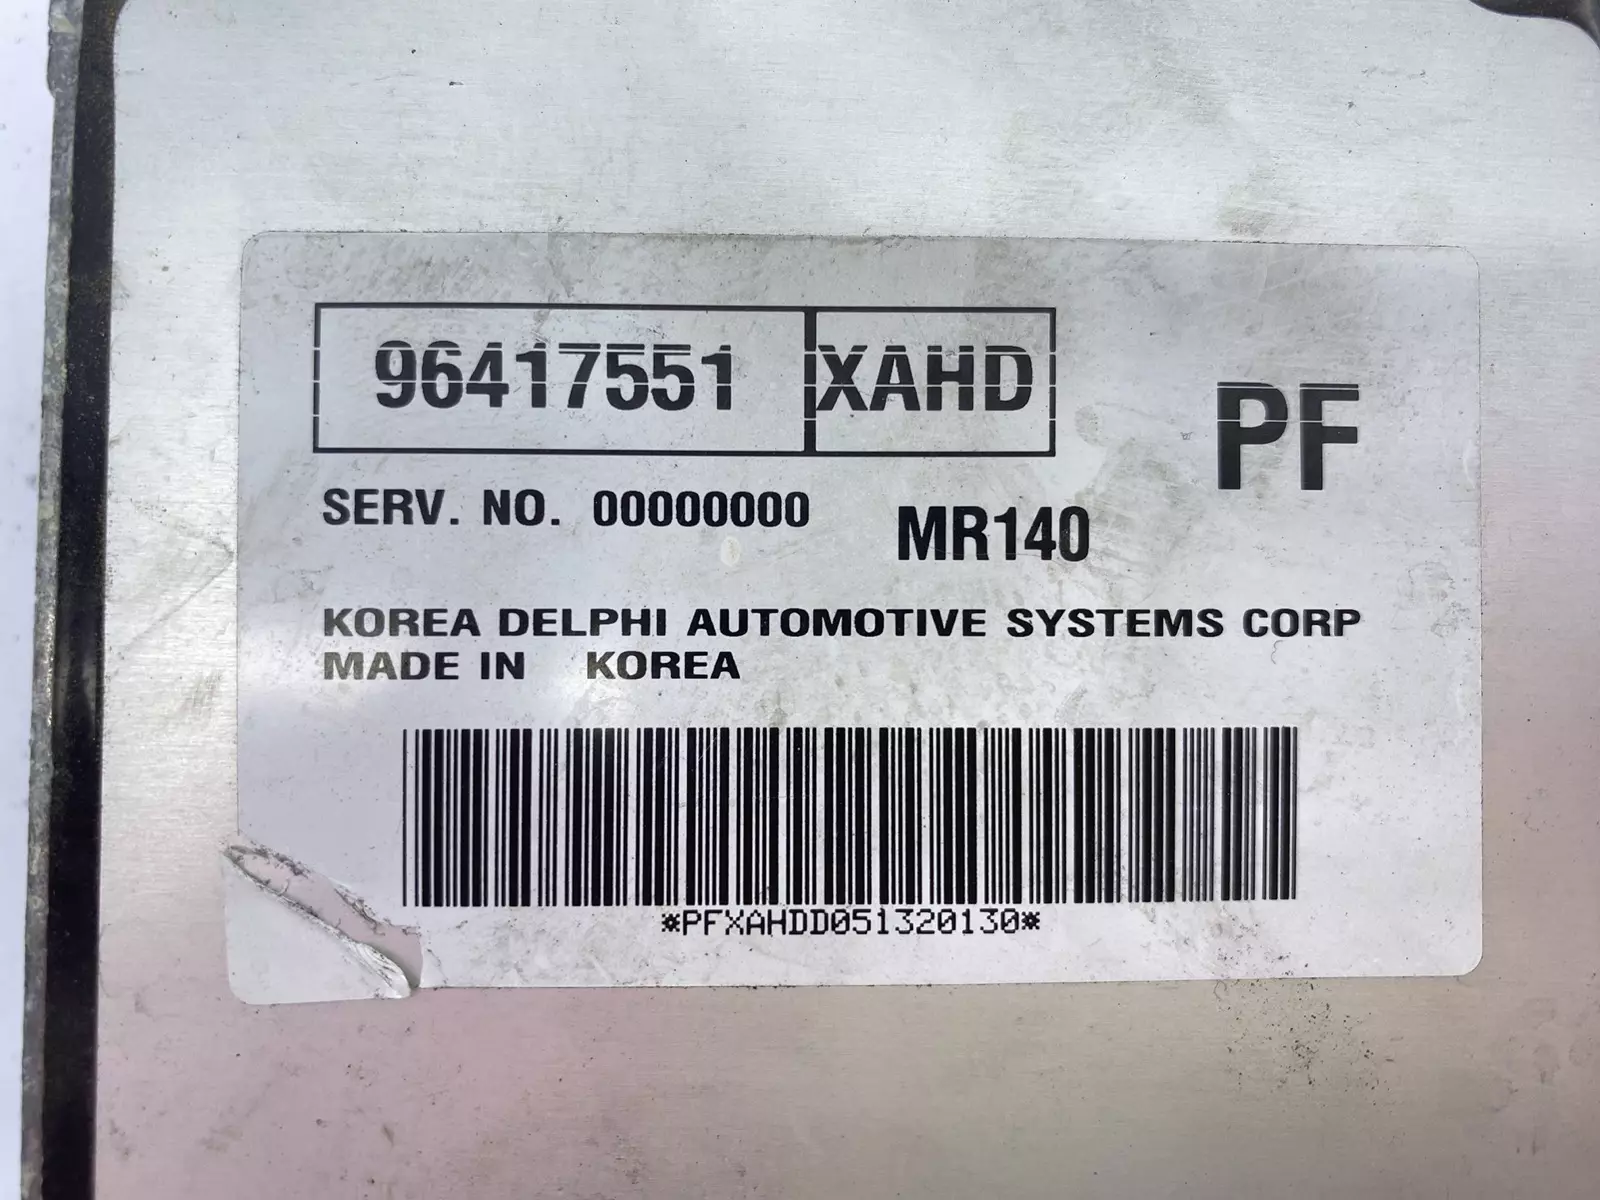 96417551 XAHD
PF
SERV. NO. 00000000 MR140
KOREA DELPHI AUTOMOTIVE SYSTEMS CORP
MADE IN KOREA
*PFXAHDD051320130*